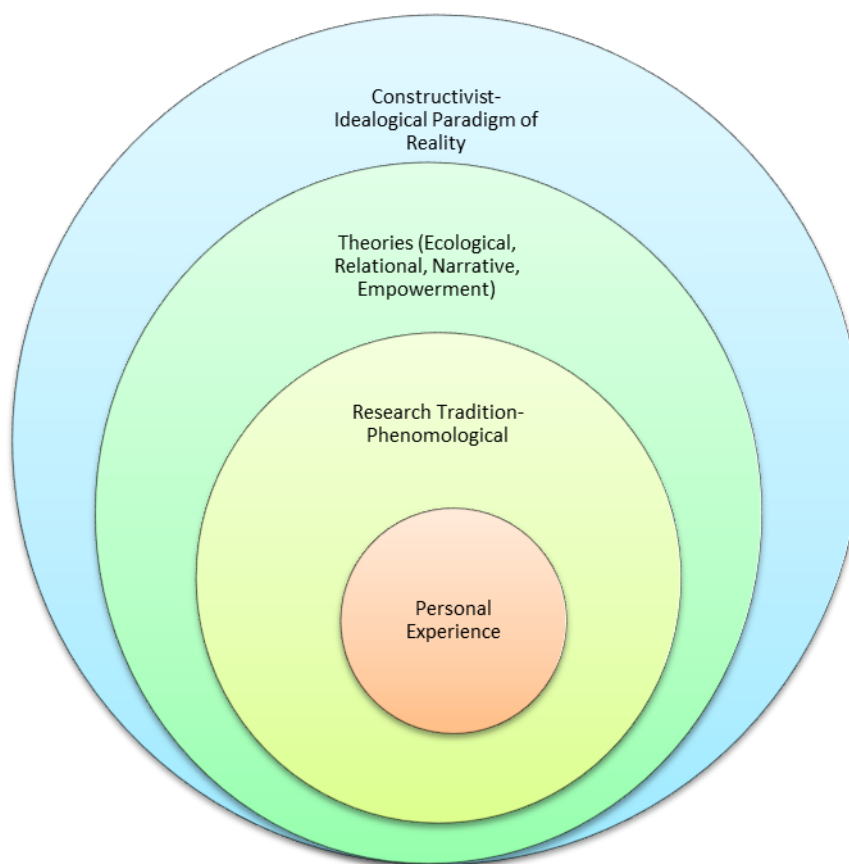 Constructivist-
Idealogical Paradigm of
Reality
Theories (Ecological,
Relational, Narrative,
Empowerment)
Research Tradition-
Phenomological
Personal
Experience